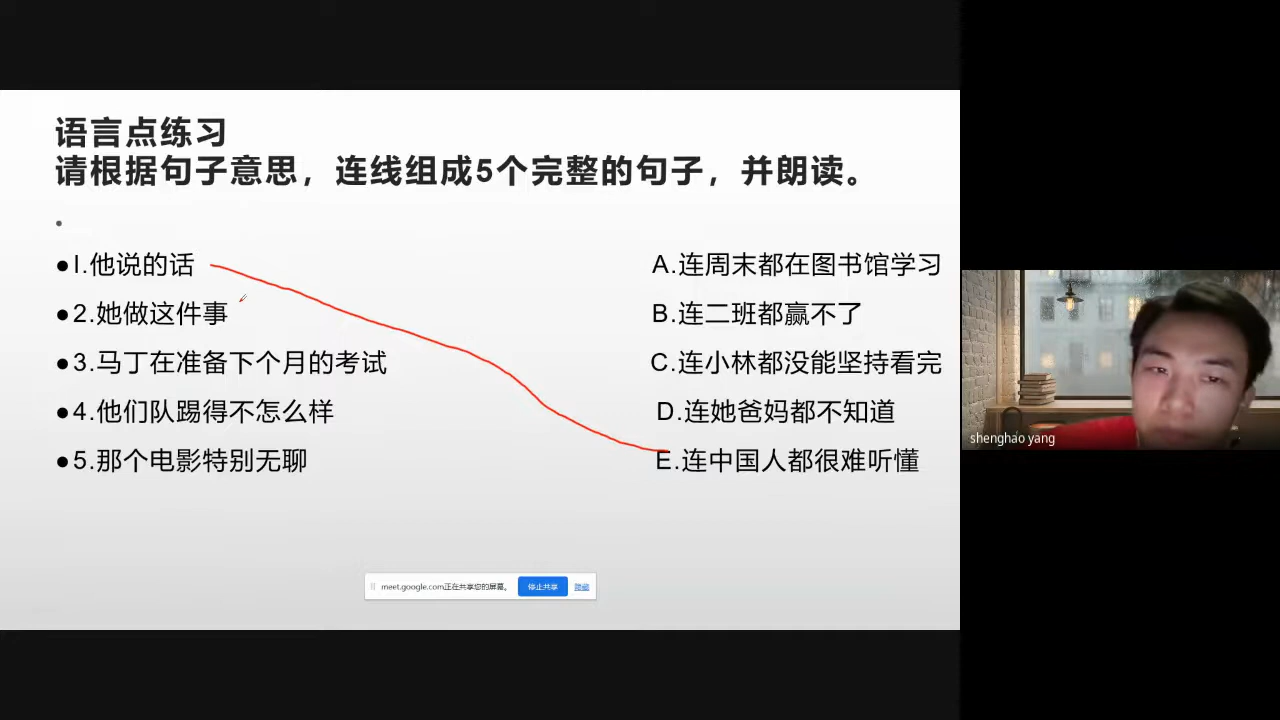 语言点练习
请根据句子意思，连线组成5个完整的句子，并朗读。
●1.他说的话
A.连周末都在图书馆学习
●2.她做这件事
B.连二班都赢不了
●3.马丁在准备下个月的考试
C.连小林都没能坚持看完
●4.他们队踢得不怎么样
D.连她爸妈都不知道
●5.那个电影特别无聊
E.连中国人都很难听懂
meet.google.com正在共享您的屏幕。 停止共享 隐藏
shenghao yang